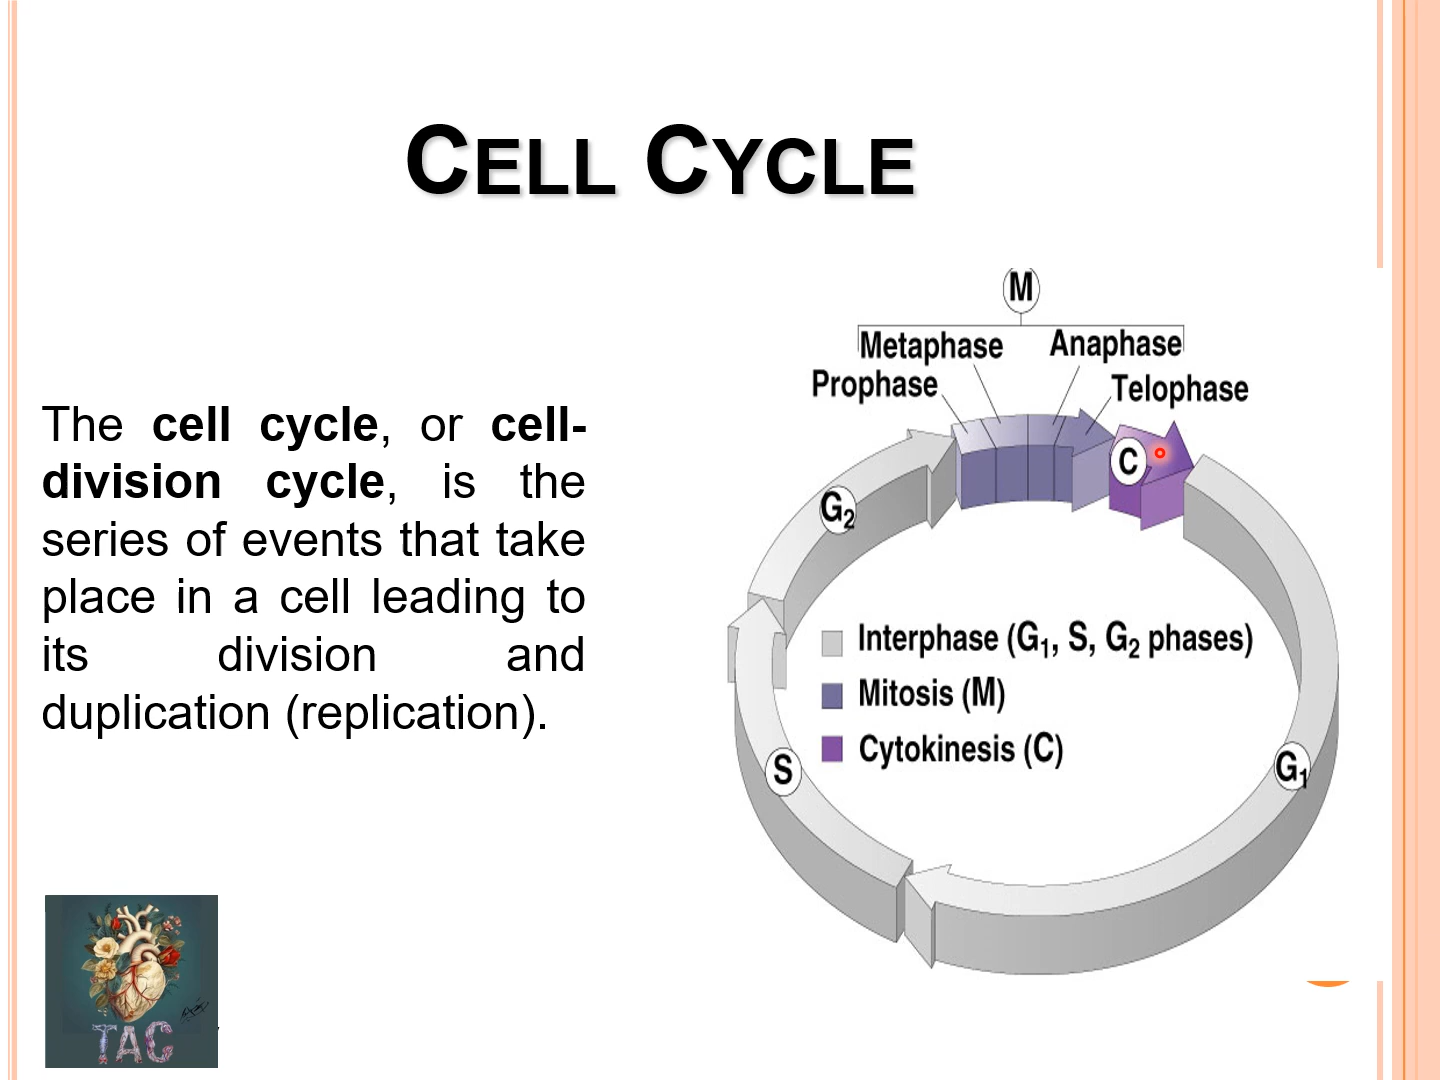 CELL CYCLE
The cell cycle, or cell-
division cycle, is the
series of events that take
place in a cell leading to
its division and
duplication (replication).
M
Metaphase
Anaphase
Prophase
Telophase
C
G2
Interphase (G1, S, G2 phases)
Mitosis (M)
Cytokinesis (C)
S
G1
TAC